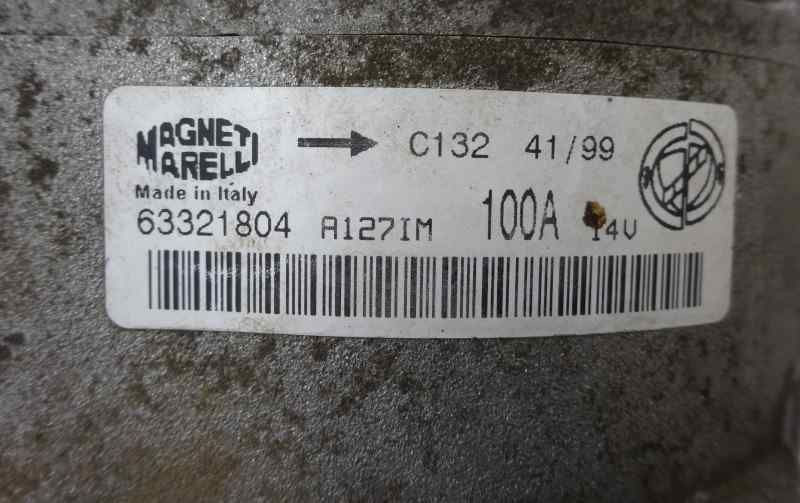 MAGNETI
MARELLI
Made in Italy
C132 41/99
63321804 A127IM 100A 14V